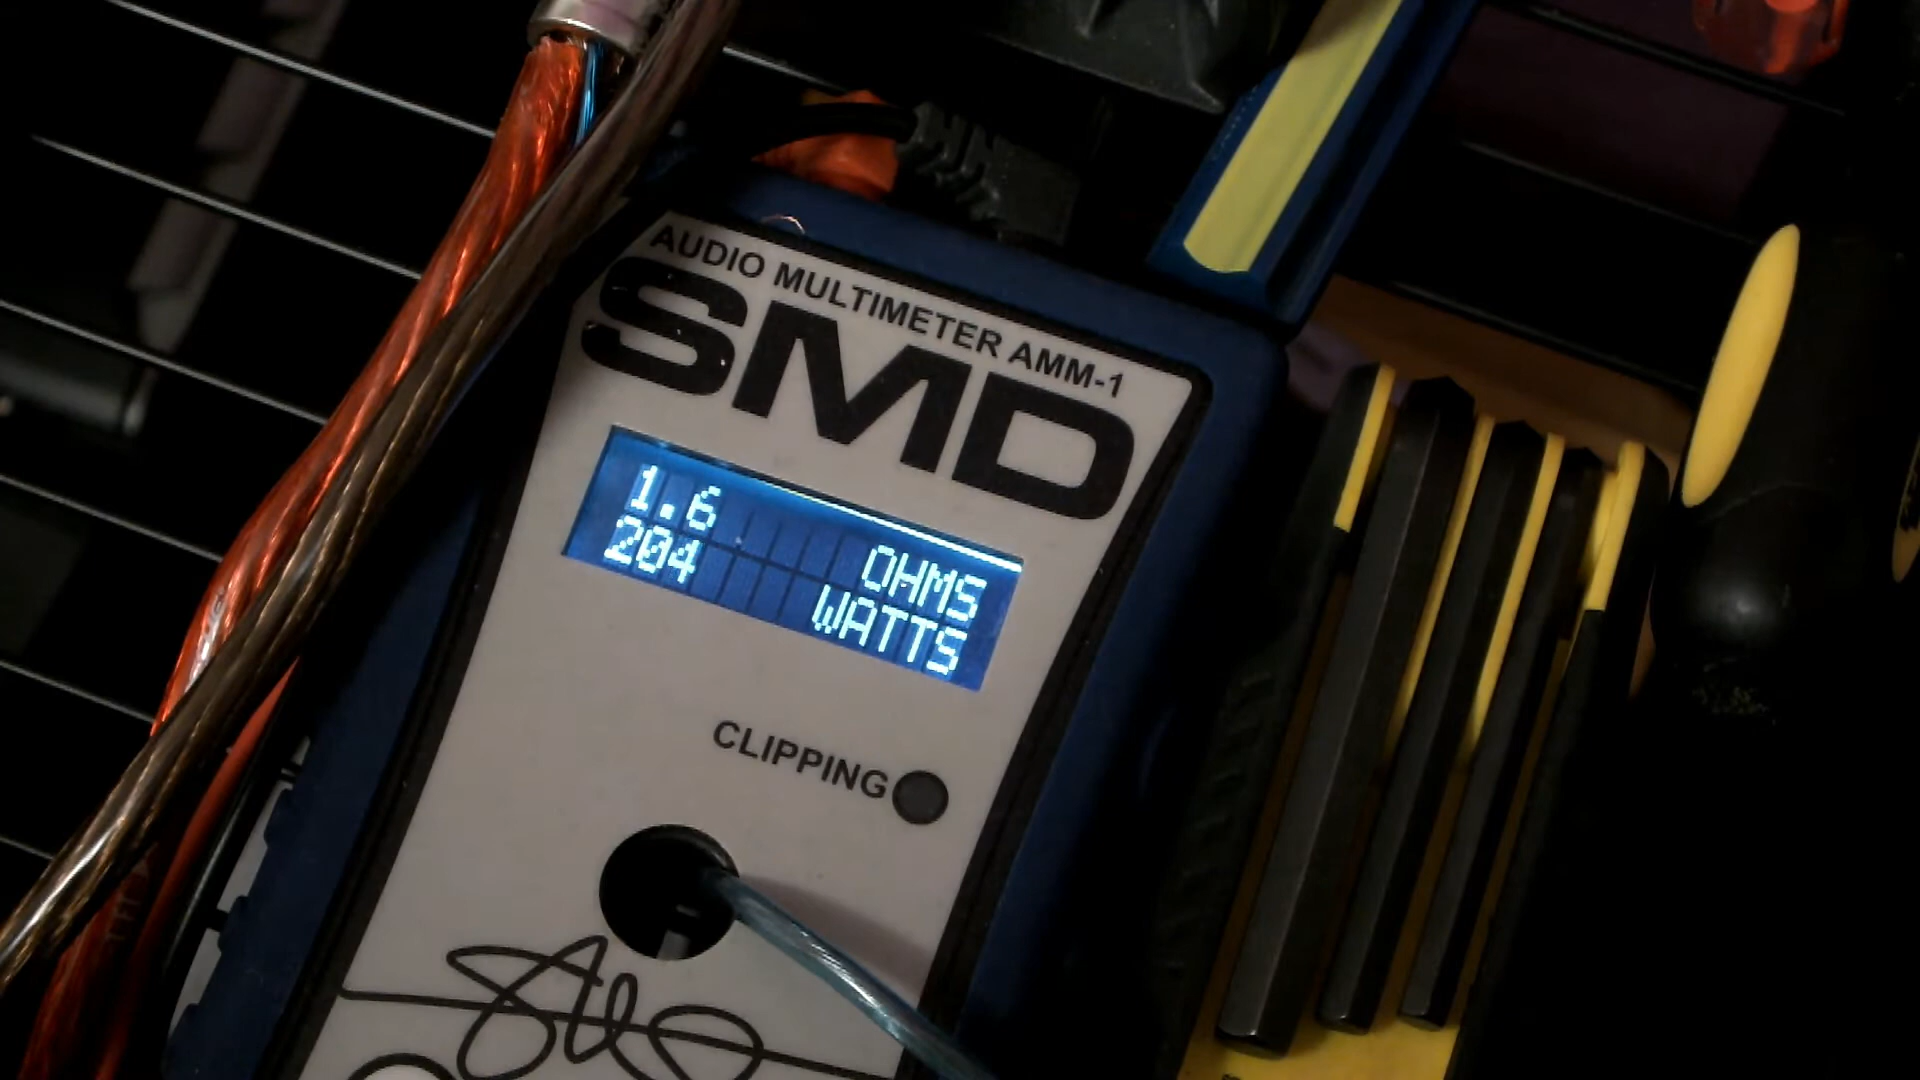 AUDIO MULTIMETER AMM-1
SMD
1.6 OHMS
204 WATTS
CLIPPING